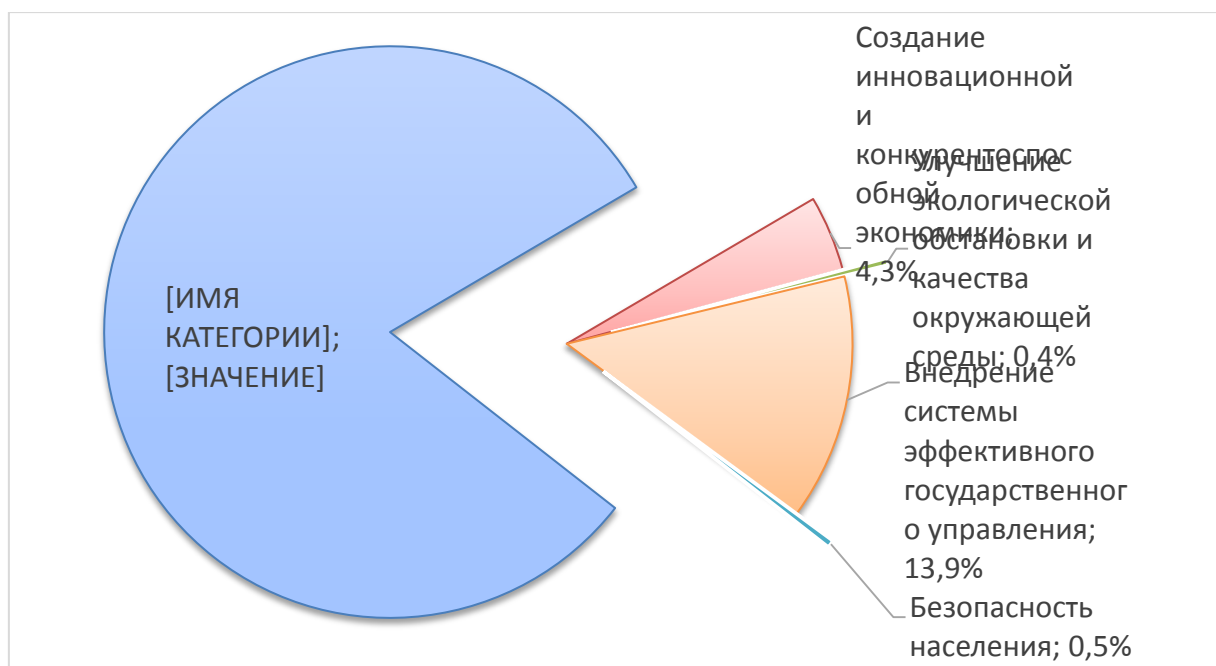 [ИМЯ
КАТЕГОРИИ];
[ЗНАЧЕНИЕ]
Создание
инновационной
и
конкурентоспос
обной
экономики;
4,3%
Улучшение
экологической
обстановки и
качества
окружающей
среды; 0,4%
Внедрение
системы
эффективного
государственног
о управления;
13,9%
Безопасность
населения; 0,5%